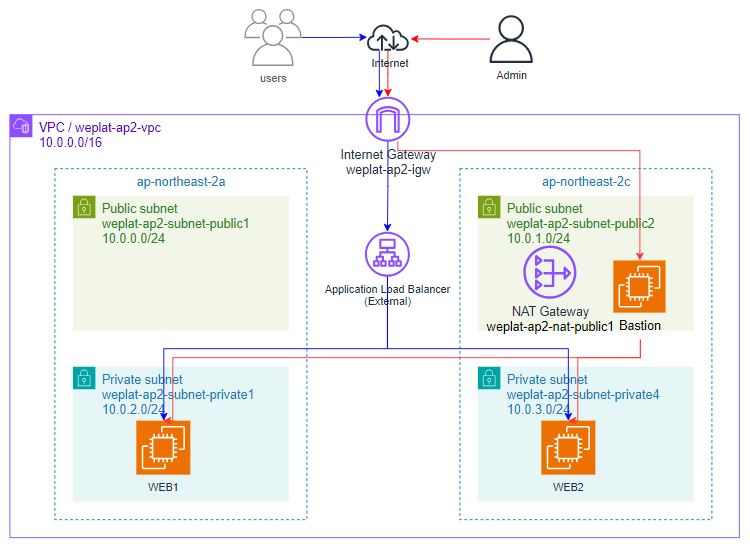 users
Internet
Admin
VPC / weplat-ap2-vpc
10.0.0.0/16
Internet Gateway
weplat-ap2-igw
ap-northeast-2a
ap-northeast-2c
Public subnet
weplat-ap2-subnet-public1
10.0.0.0/24
Public subnet
weplat-ap2-subnet-public2
10.0.1.0/24
Application Load Balancer
(External)
NAT Gateway
weplat-ap2-nat-public1
Bastion
Private subnet
weplat-ap2-subnet-private1
10.0.2.0/24
Private subnet
weplat-ap2-subnet-private4
10.0.3.0/24
WEB1
WEB2